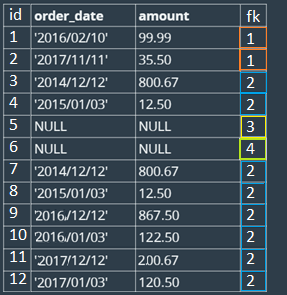 id order_date amount fk
1 '2016/02/10' 99.99 1
2 '2017/11/11' 35.50 1
3 '2014/12/12' 800.67 2
4 '2015/01/03' 12.50 2
5 NULL NULL 3
6 NULL NULL 4
7 '2014/12/12' 800.67 2
8 '2015/01/03' 12.50 2
9 '2016/12/12' 867.50 2
10 '2016/01/03' 122.50 2
11 '2017/12/12' 200.67 2
12 '2017/01/03' 120.50 2